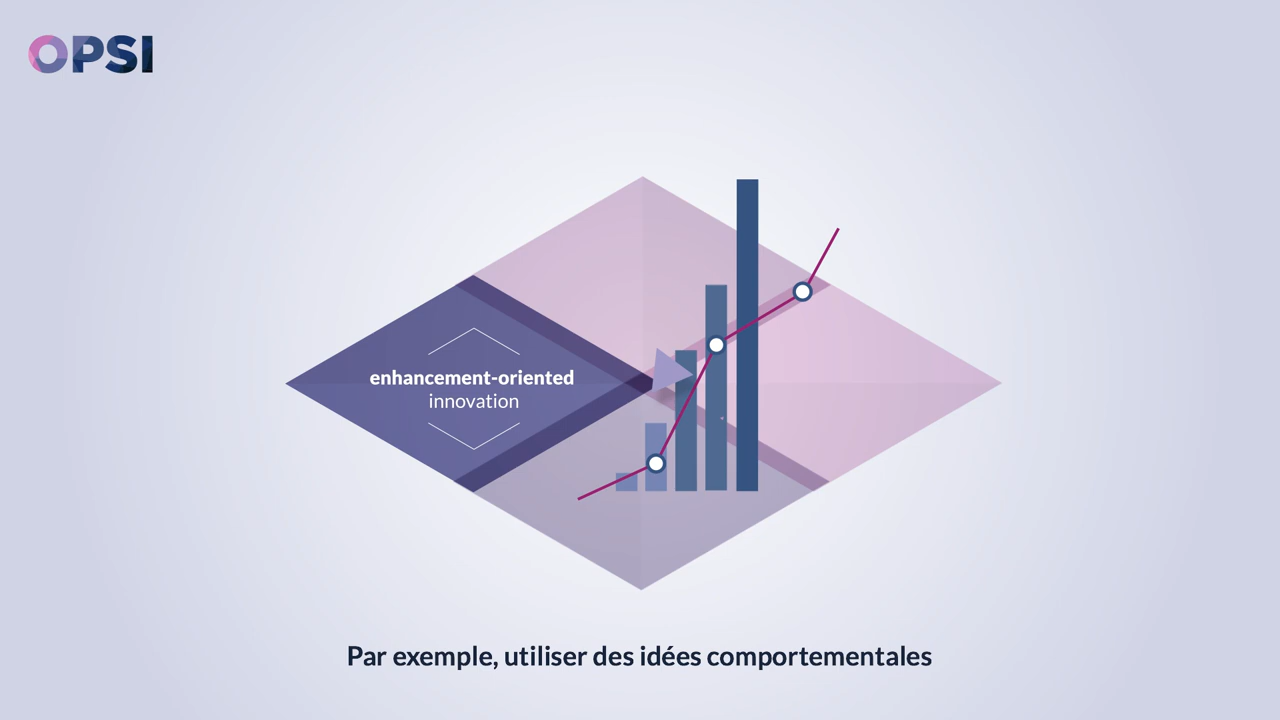 OPSI
enhancement-oriented
innovation
Par exemple, utiliser des idées comportementales